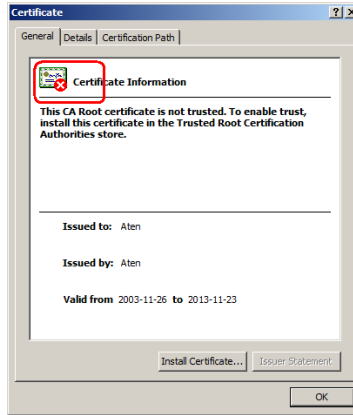 Certificate
General Details Certification Path
Certificate Information
This CA Root certificate is not trusted. To enable trust,
install this certificate in the Trusted Root Certification
Authorities store.
Issued to: Aten
Issued by: Aten
Valid from 2003-11-26 to 2013-11-23
Install Certificate... Issuer Statement
OK